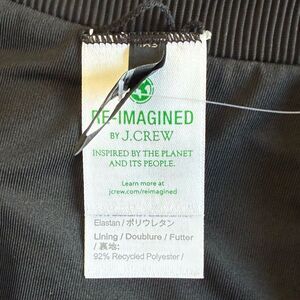 RE-IMAGINED
BY J.CREW
INSPIRED BY THE PLANET
AND ITS PEOPLE.
Learn more at
jcrew.com/reimagined
Elastan / ポリウレタン
Lining / Doublure / Futter
/ 裏地:
92% Recycled Polyester /